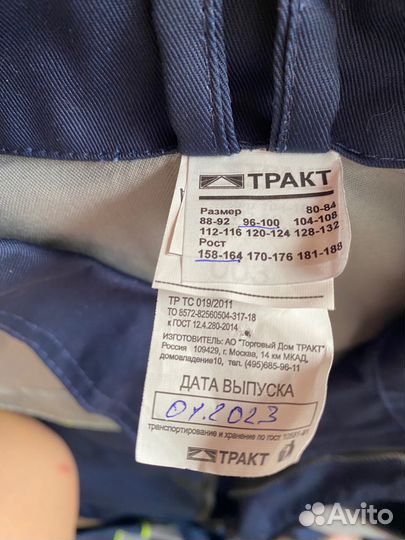 ТРАКТ
Размер 80-84
88-92 96-100 104-108
112-116 120-124 128-132
Рост
158-164 170-176 181-188
ТР ТС 019/2011
ТО 8572-82560504-317-18
к ГОСТ 12.4.280-2014
ИЗГОТОВИТЕЛЬ: АО "Торговый Дом ТРАКТ"
Россия 109429, г. Москва, 14 км МКАД,
домовладение10, тел. (495)685-96-11
ДАТА ВЫПУСКА
04.2023
транспортирование и хранение по гост
ТРАКТ
Avito